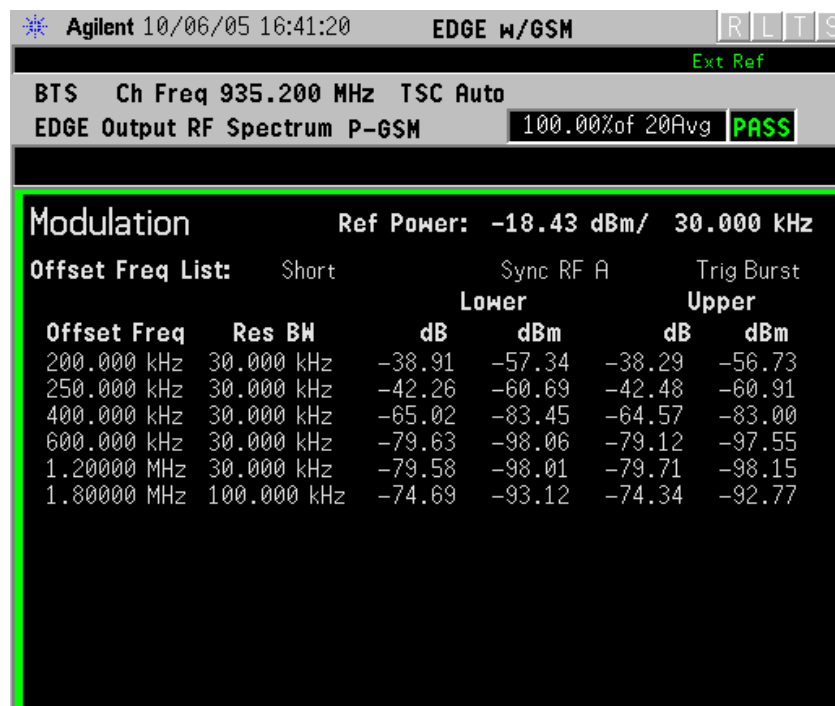 Agilent 10/06/05 16:41:20 EDGE w/GSM R L T S
Ext Ref
BTS Ch Freq 935.200 MHz TSC Auto
EDGE Output RF Spectrum P-GSM 100.00%of 20Avg PASS
Modulation Ref Power: -18.43 dBm/ 30.000 kHz
Offset Freq List: Short Sync RF A Trig Burst
Lower Upper
Offset Freq Res BW dB dBm dB dBm
200.000 kHz 30.000 kHz -38.91 -57.34 -38.29 -56.73
250.000 kHz 30.000 kHz -42.26 -60.69 -42.48 -60.91
400.000 kHz 30.000 kHz -65.02 -83.45 -64.57 -83.00
600.000 kHz 30.000 kHz -79.63 -98.06 -79.12 -97.55
1.20000 MHz 30.000 kHz -79.58 -98.01 -79.71 -98.15
1.80000 MHz 100.000 kHz -74.69 -93.12 -74.34 -92.77